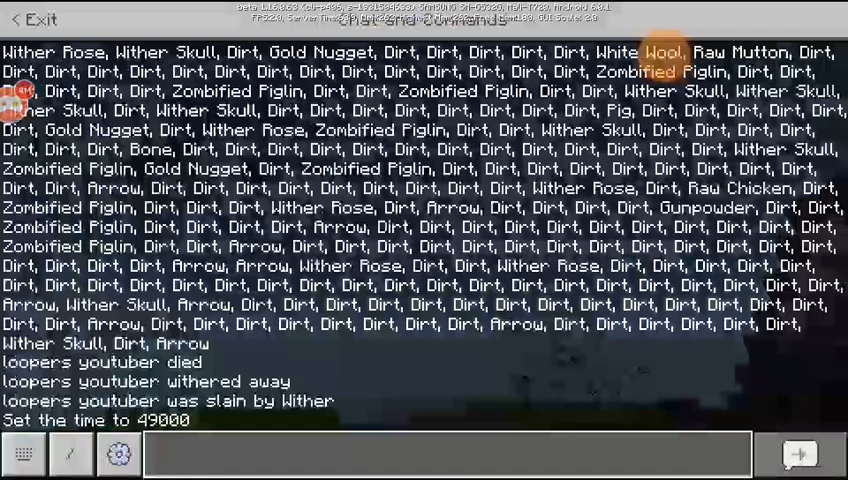 < Exit
Chat and Commands
Wither Rose, Wither Skull, Dirt, Gold Nugget, Dirt, Dirt, Dirt, Dirt, Dirt, White Wool, Raw Mutton, Dirt,
Dirt, Dirt, Dirt, Dirt, Dirt, Dirt, Dirt, Dirt, Dirt, Dirt, Dirt, Dirt, Dirt, Dirt, Zombified Piglin, Dirt, Dirt,
Dirt, Dirt, Dirt, Zombified Piglin, Dirt, Dirt, Zombified Piglin, Dirt, Dirt, Wither Skull, Wither Skull,
Wither Skull, Dirt, Wither Skull, Dirt, Dirt, Dirt, Dirt, Dirt, Dirt, Dirt, Pig, Dirt, Dirt, Dirt, Dirt, Dirt,
Dirt, Gold Nugget, Dirt, Wither Rose, Zombified Piglin, Dirt, Dirt, Wither Skull, Dirt, Dirt, Dirt, Dirt,
Dirt, Dirt, Dirt, Bone, Dirt, Dirt, Dirt, Dirt, Dirt, Dirt, Dirt, Dirt, Dirt, Dirt, Dirt, Dirt, Wither Skull,
Zombified Piglin, Gold Nugget, Dirt, Zombified Piglin, Dirt, Dirt, Dirt, Dirt, Dirt, Dirt, Dirt, Dirt, Dirt,
Dirt, Dirt, Arrow, Dirt, Dirt, Dirt, Dirt, Dirt, Dirt, Dirt, Dirt, Dirt, Wither Rose, Dirt, Raw Chicken, Dirt,
Zombified Piglin, Dirt, Dirt, Dirt, Wither Rose, Dirt, Arrow, Dirt, Dirt, Dirt, Dirt, Gunpowder, Dirt, Dirt,
Zombified Piglin, Dirt, Dirt, Dirt, Dirt, Dirt, Arrow, Dirt, Dirt, Dirt, Dirt, Dirt, Dirt, Dirt, Dirt, Dirt,
Zombified Piglin, Dirt, Dirt, Arrow, Dirt, Dirt, Dirt, Dirt, Dirt, Dirt, Dirt, Dirt, Dirt, Dirt, Dirt, Dirt,
Dirt, Dirt, Dirt, Dirt, Arrow, Arrow, Wither Rose, Dirt, Dirt, Wither Rose, Dirt, Dirt, Dirt, Dirt, Dirt,
Dirt, Dirt, Dirt, Dirt, Dirt, Dirt, Dirt, Dirt, Dirt, Dirt, Dirt, Dirt, Dirt, Dirt, Dirt, Dirt, Dirt, Dirt, Dirt, Dirt, Dirt,
Arrow, Wither Skull, Arrow, Dirt, Dirt, Dirt, Dirt, Dirt, Dirt, Dirt, Dirt, Dirt, Dirt, Dirt, Dirt, Dirt, Dirt,
Dirt, Dirt, Arrow, Dirt, Dirt, Dirt, Dirt, Dirt, Dirt, Dirt, Dirt, Arrow, Dirt, Dirt, Dirt, Dirt, Dirt, Dirt,
Wither Skull, Dirt, Arrow
loopers youtuber died
loopers youtuber withered away
loopers youtuber was slain by Wither
Set the time to 49000